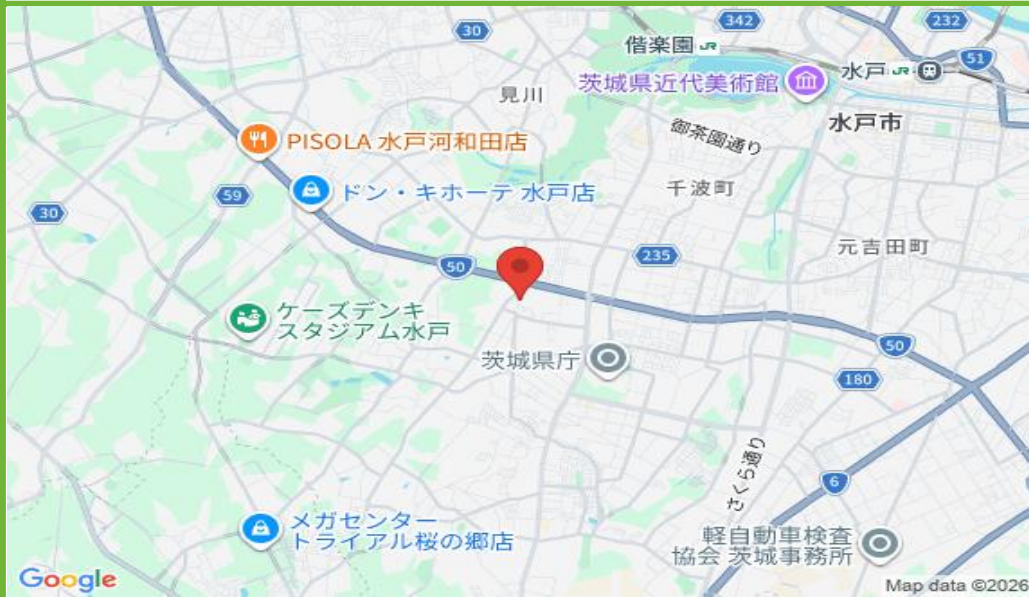 30
342
232
偕楽園 JR
51
水戸 JR
茨城県近代美術館
見川
水戸市
御茶園通り
PISOLA 水戸河和田店
59
ドン・キホーテ 水戸店
千波町
30
元吉田町
235
50
ケーズデンキ
スタジアム水戸
茨城県庁
50
180
さくら通り
6
メガセンター
トライアル桜の郷店
軽自動車検査
協会 茨城事務所
Google
Map data ©2026